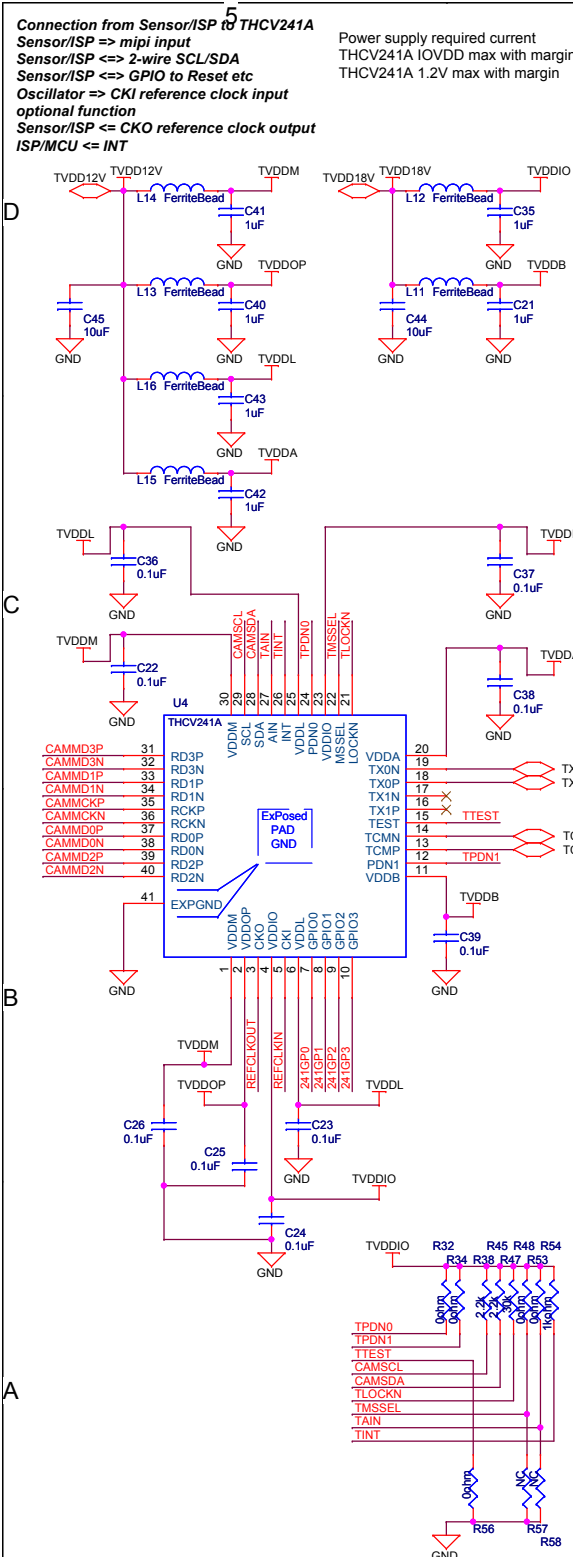 5
Connection from Sensor/ISP to THCV241A
Sensor/ISP => mipi input
Sensor/ISP <=> 2-wire SCL/SDA
Sensor/ISP <=> GPIO to Reset etc
Oscillator => CKI reference clock input
optional function
Sensor/ISP <= CKO reference clock output
ISP/MCU <= INT
Power supply required current
THCV241A IOVDD max with margin
THCV241A 1.2V max with margin
D
TVDD12V
TVDD12V
L14 FerriteBead
TVDDM
C41
1uF
GND
TVDD18V
TVDD18V
L12 FerriteBead
TVDDIO
C35
1uF
GND
L13 FerriteBead
TVDDOP
C40
1uF
GND
C45
10uF
GND
L11 FerriteBead
TVDDB
C21
1uF
GND
C44
10uF
GND
L16 FerriteBead
TVDDL
C43
1uF
GND
L15 FerriteBead
TVDDA
C42
1uF
GND
C
TVDDL
C36
0.1uF
GND
C37
0.1uF
GND
TVDDM
C22
0.1uF
GND
C38
0.1uF
GND
CAMSCL
CAMSDA
TAIN
TINT
TPDN0
TMSSEL
TLOCKN
U4
THCV241A
30
29
28
27
26
25
24
23
22
21
VDDM
SCL
SDA
AIN
INT
VDDL
PDN0
VDDIO
MSSEL
LOCKN
CAMMD3P 31 RD3P
CAMMD3N 32 RD3N
CAMMD1P 33 RD1P
CAMMD1N 34 RD1N
CAMMCKP 35 RCKP
CAMMCKN 36 RCKN
CAMMD0P 37 RD0P
CAMMD0N 38 RD0N
CAMMD2P 39 RD2P
CAMMD2N 40 RD2N
41 EXPGND
GND
ExPosed
PAD
GND
VDDA 20
TX0N 19
TX0P 18
TX1N 17
TX1P 16
TEST 15 TTEST
TCMN 14
TCMP 13
PDN1 12 TPDN1
VDDB 11
TVDDB
C39
0.1uF
GND
VDDM
VDDOP
CKO
VDDIO
CKI
VDDL
GPIO0
GPIO1
GPIO2
GPIO3
1
2
3
4
5
6
7
8
9
10
B
REFCLKOUT
REFCLKIN
241GP0
241GP1
241GP2
241GP3
TVDDM
TVDDOP
TVDDL
C26
0.1uF
C25
0.1uF
C23
0.1uF
GND
TVDDIO
C24
0.1uF
GND
A
TVDDIO
R32
R34
R38
R45
R47
R48
R53
R54
0ohm
0ohm
2.2k
2.2k
30k
0ohm
0ohm
1kohm
TPDN0
TPDN1
TTEST
CAMSCL
CAMSDA
TLOCKN
TMSSEL
TAIN
TINT
0ohm
NC
NC
R56
R57
R58
GND